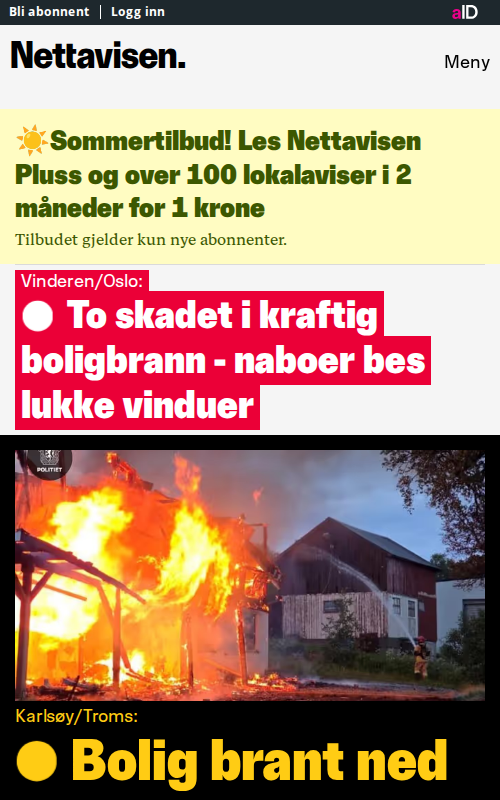 Bli abonnent | Logg inn
aID
Nettavisen.
Meny
Sommertilbud! Les Nettavisen
Pluss og over 100 lokalaviser i 2
måneder for 1 krone
Tilbudet gjelder kun nye abonnenter.
Vinderen/Oslo:
To skadet i kraftig
boligbrann - naboer bes
lukke vinduer
POLITIET
Karlsøy/Troms:
Bolig brant ned